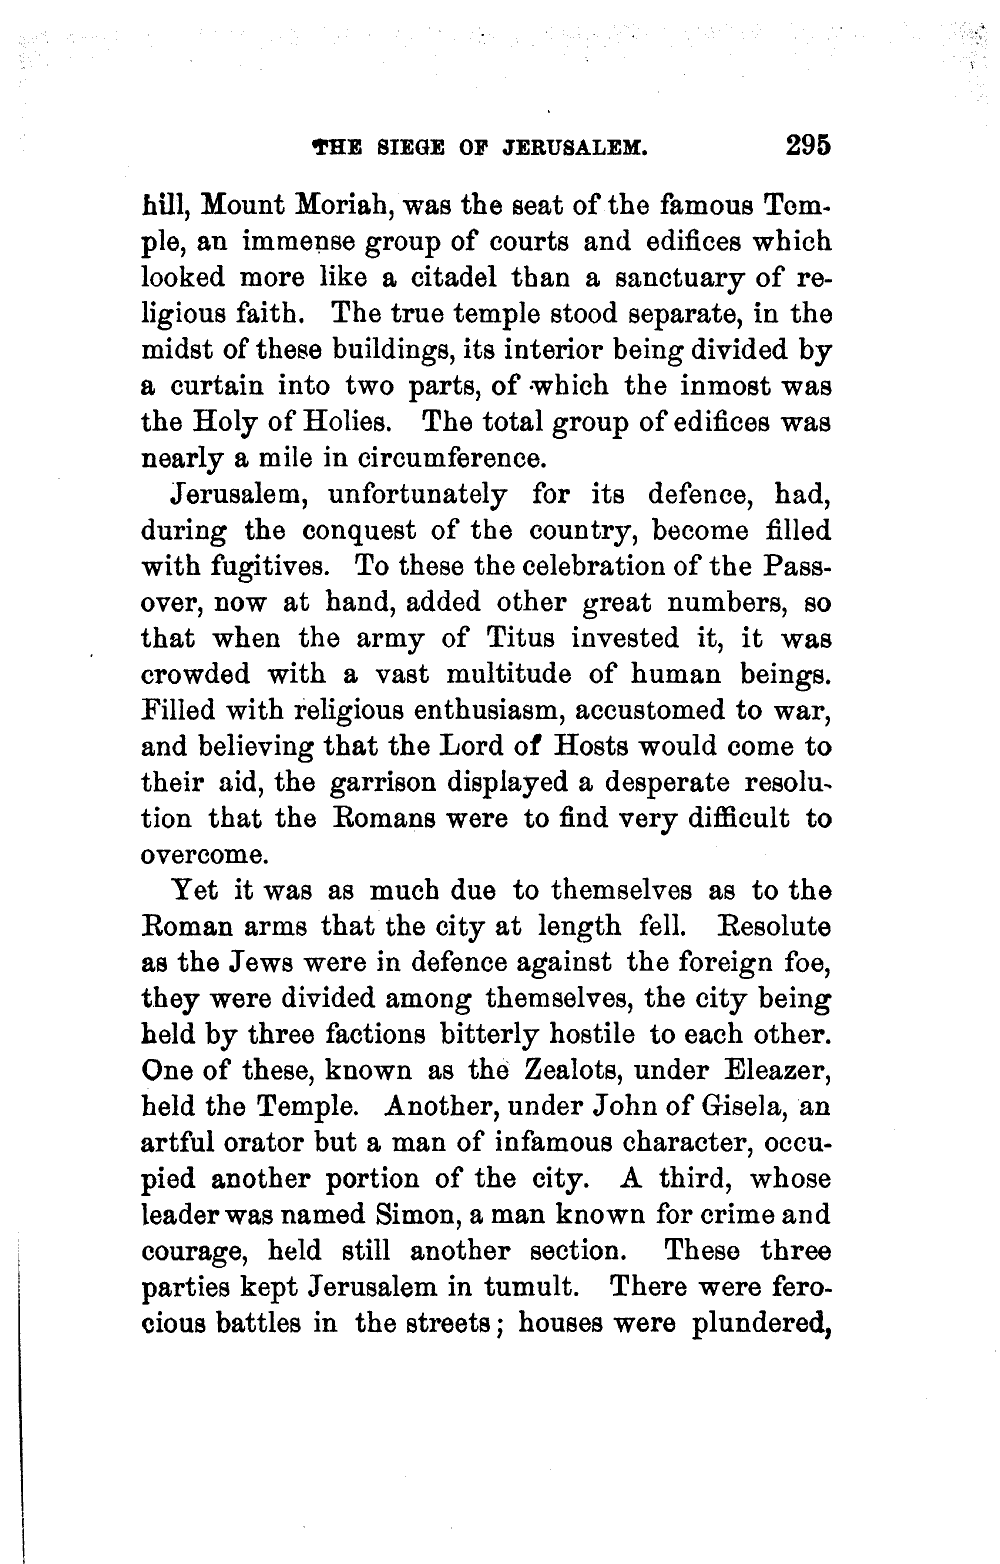 THE SIEGE OF JERUSALEM. 295
hill, Mount Moriah, was the seat of the famous Tem-
ple, an immense group of courts and edifices which
looked more like a citadel than a sanctuary of re-
ligious faith. The true temple stood separate, in the
midst of these buildings, its interior being divided by
a curtain into two parts, of which the inmost was
the Holy of Holies. The total group of edifices was
nearly a mile in circumference.
Jerusalem, unfortunately for its defence, had,
during the conquest of the country, become filled
with fugitives. To these the celebration of the Pass-
over, now at hand, added other great numbers, so
that when the army of Titus invested it, it was
crowded with a vast multitude of human beings.
Filled with religious enthusiasm, accustomed to war,
and believing that the Lord of Hosts would come to
their aid, the garrison displayed a desperate resolu-
tion that the Romans were to find very difficult to
overcome.
Yet it was as much due to themselves as to the
Roman arms that the city at length fell. Resolute
as the Jews were in defence against the foreign foe,
they were divided among themselves, the city being
held by three factions bitterly hostile to each other.
One of these, known as the Zealots, under Eleazer,
held the Temple. Another, under John of Gisela, an
artful orator but a man of infamous character, occu-
pied another portion of the city. A third, whose
leader was named Simon, a man known for crime and
courage, held still another section. These three
parties kept Jerusalem in tumult. There were fero-
cious battles in the streets; houses were plundered,